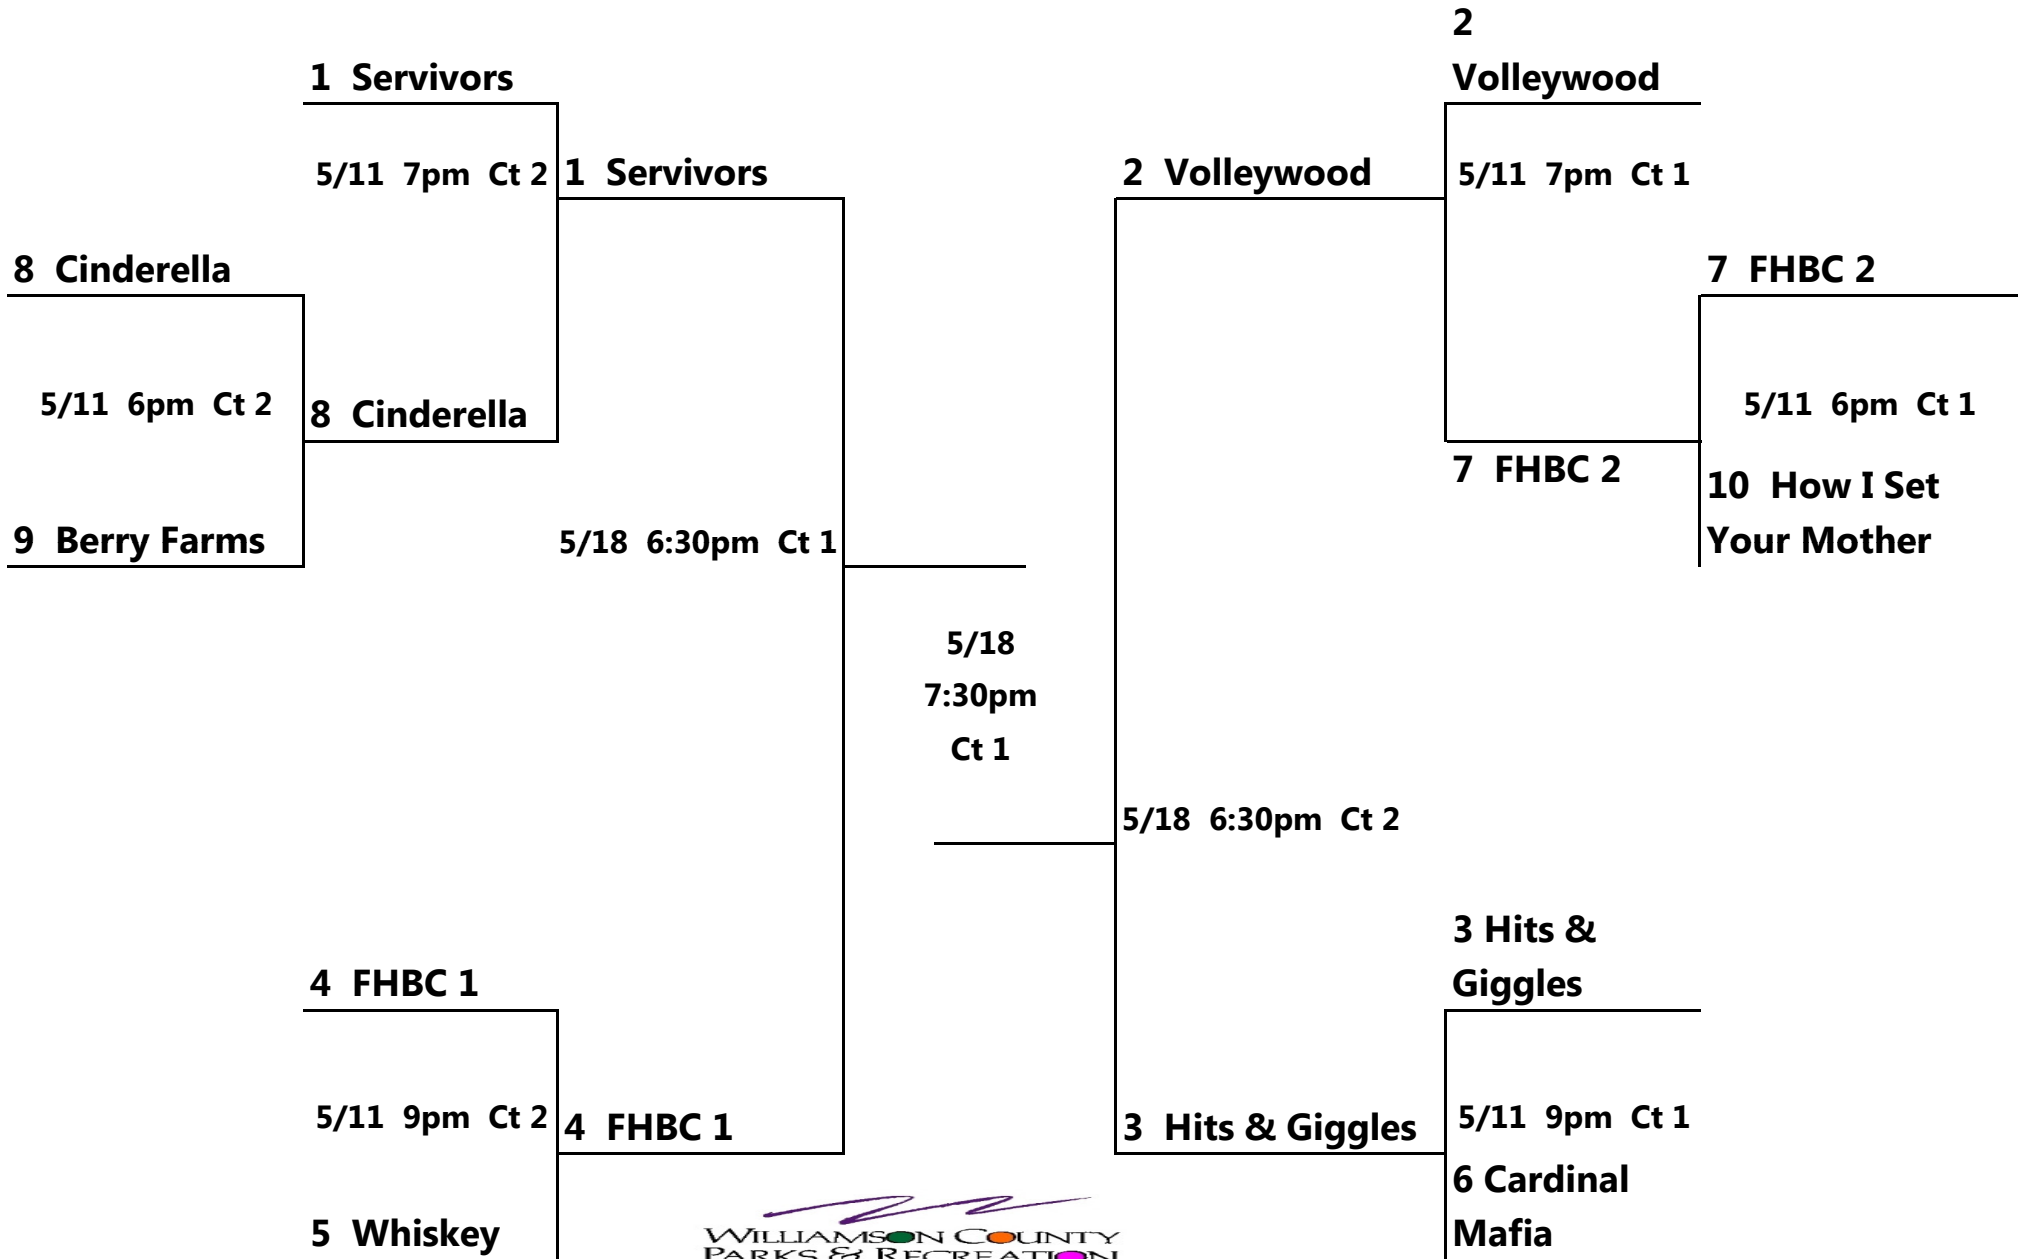 2
Volleywood
1 Servivors
5/11 7pm Ct 2
1 Servivors
2 Volleywood
5/11 7pm Ct 1
8 Cinderella
7 FHBC 2
5/11 6pm Ct 2
8 Cinderella
5/11 6pm Ct 1
7 FHBC 2
10 How I Set
Your Mother
9 Berry Farms
5/18 6:30pm Ct 1
5/18
7:30pm
Ct 1
5/18 6:30pm Ct 2
3 Hits &
Giggles
4 FHBC 1
5/11 9pm Ct 2
4 FHBC 1
3 Hits & Giggles
5/11 9pm Ct 1
6 Cardinal
Mafia
5 Whiskey
WILLIAMSON COUNTY
PARKS & RECREATION